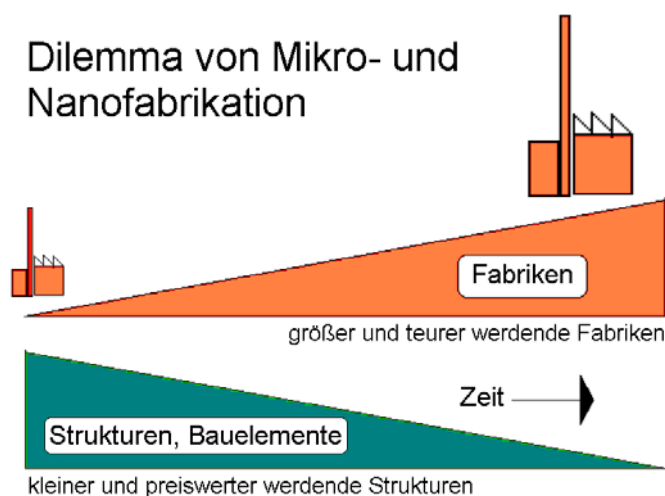 Dilemma von Mikro- und
Nanofabrikation
Fabriken
größer und teurer werdende Fabriken
Zeit
Strukturen, Bauelemente
kleiner und preiswerter werdende Strukturen